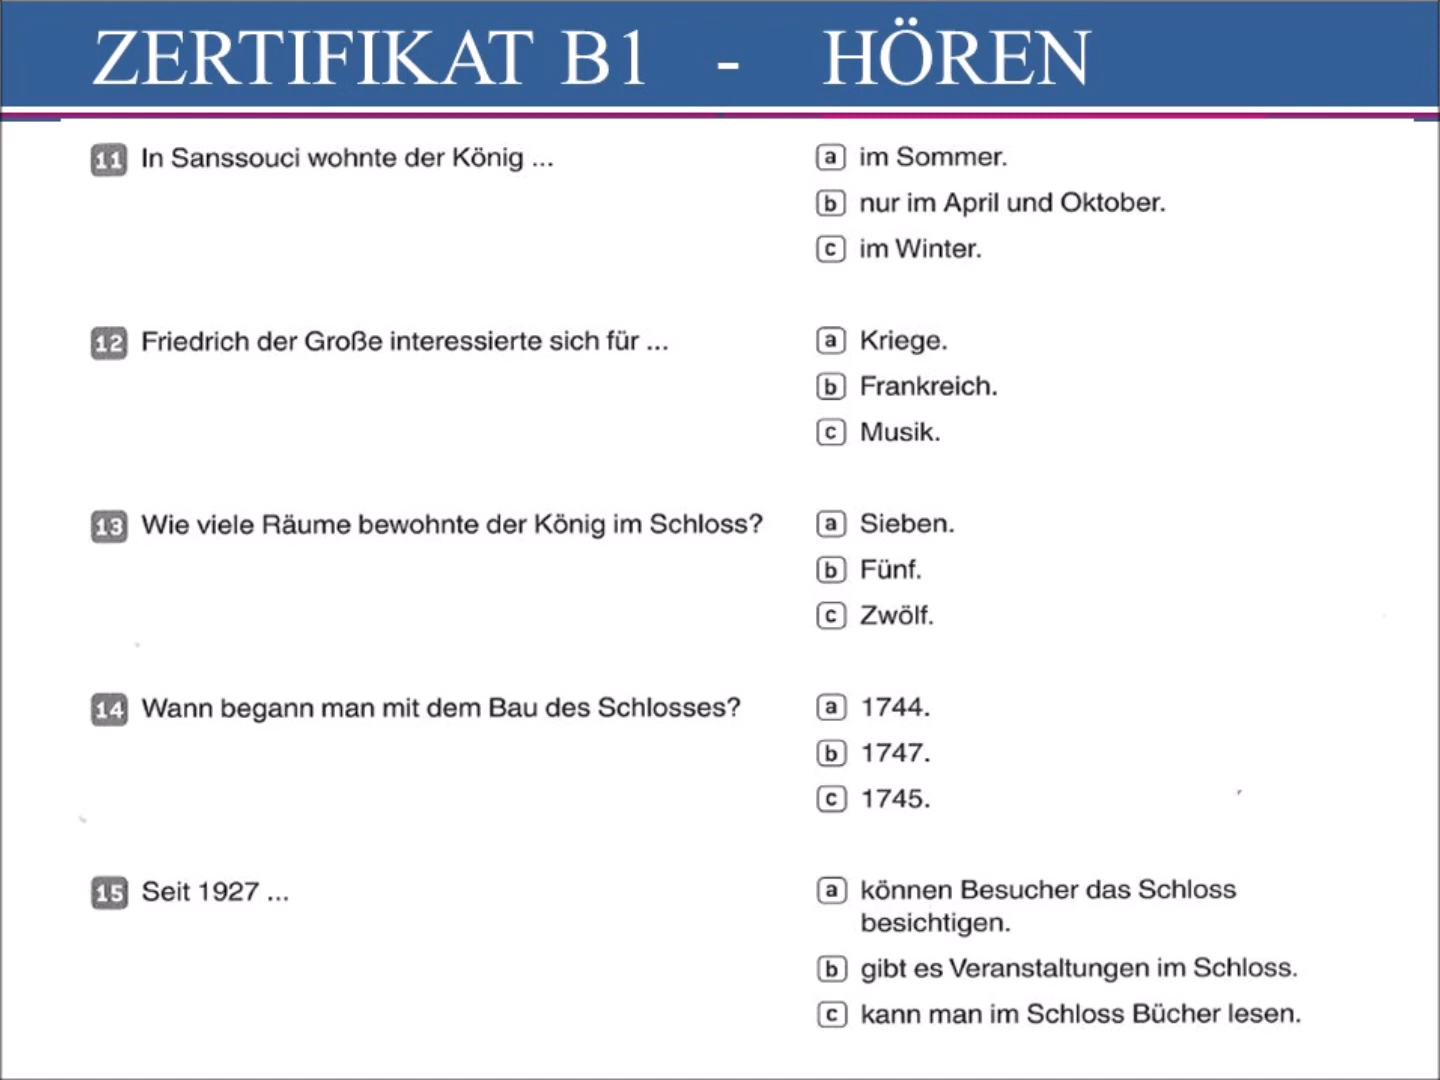 ZERTIFIKAT B1 - HÖREN
11 In Sanssouci wohnte der König ...
a im Sommer.
b nur im April und Oktober.
c im Winter.
12 Friedrich der Große interessierte sich für ...
a Kriege.
b Frankreich.
c Musik.
13 Wie viele Räume bewohnte der König im Schloss?
a Sieben.
b Fünf.
c Zwölf.
14 Wann begann man mit dem Bau des Schlosses?
a 1744.
b 1747.
c 1745.
15 Seit 1927 ...
a können Besucher das Schloss
besichtigen.
b gibt es Veranstaltungen im Schloss.
c kann man im Schloss Bücher lesen.